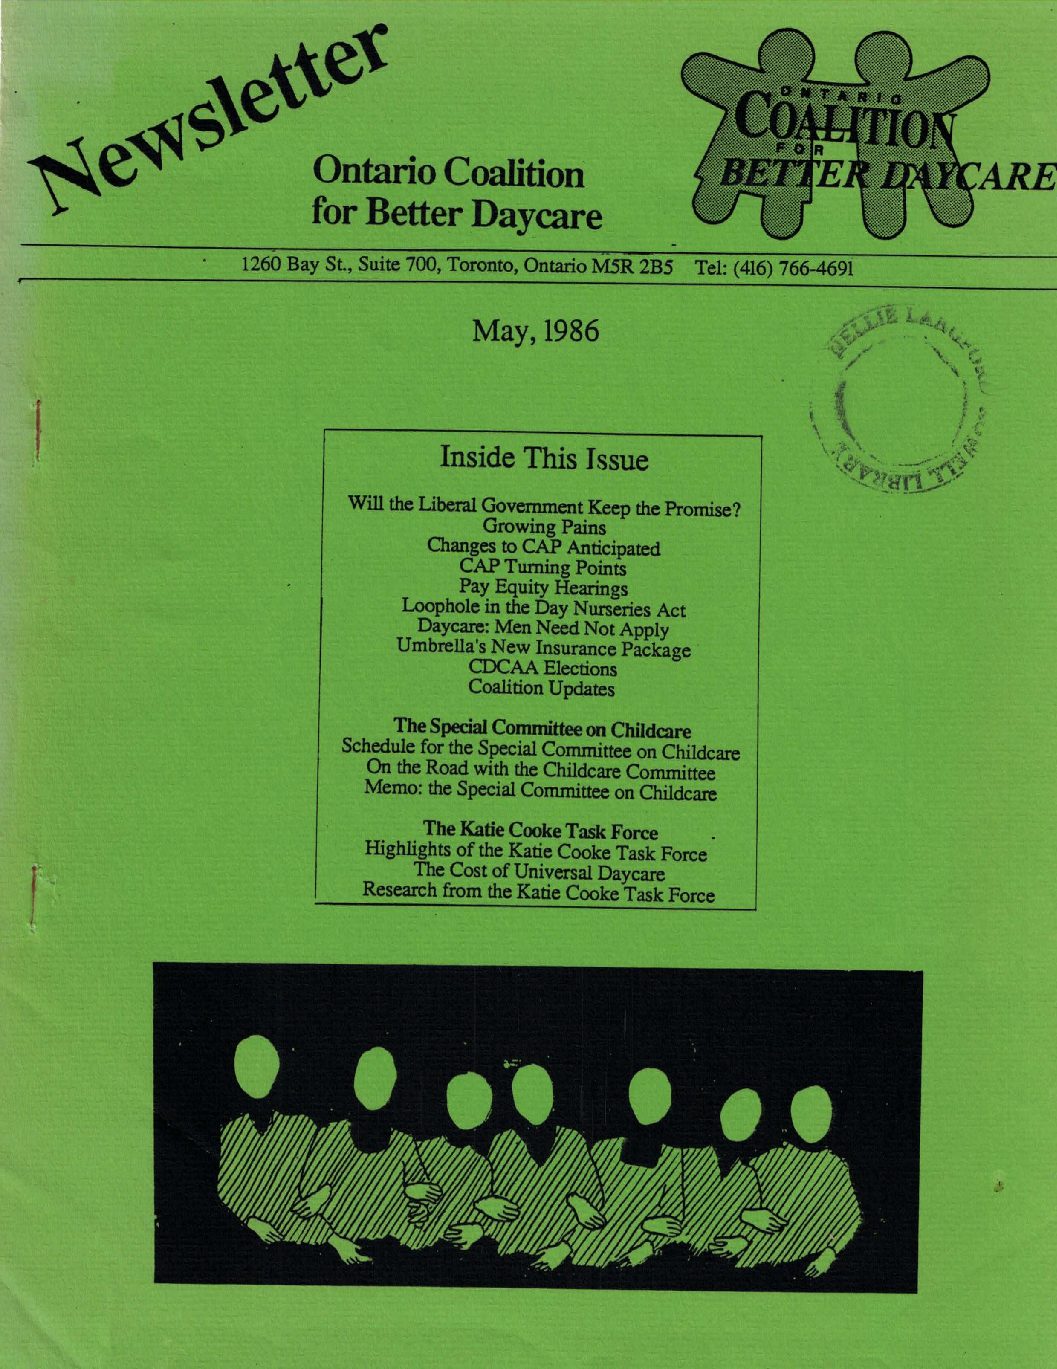 Newsletter
Ontario Coalition
for Better Daycare
ONTARIO
COALITION
FOR
BETTER DAYCARE
1260 Bay St., Suite 700, Toronto, Ontario M5R 2B5 Tel: (416) 766-4691
May, 1986
NELLIE LANGFORD ROWELL LIBRARY
Inside This Issue
Will the Liberal Government Keep the Promise?
Growing Pains
Changes to CAP Anticipated
CAP Turning Points
Pay Equity Hearings
Loophole in the Day Nurseries Act
Daycare: Men Need Not Apply
Umbrella's New Insurance Package
CDCAA Elections
Coalition Updates
The Special Committee on Childcare
Schedule for the Special Committee on Childcare
On the Road with the Childcare Committee
Memo: the Special Committee on Childcare
The Katie Cooke Task Force
Highlights of the Katie Cooke Task Force
The Cost of Universal Daycare
Research from the Katie Cooke Task Force